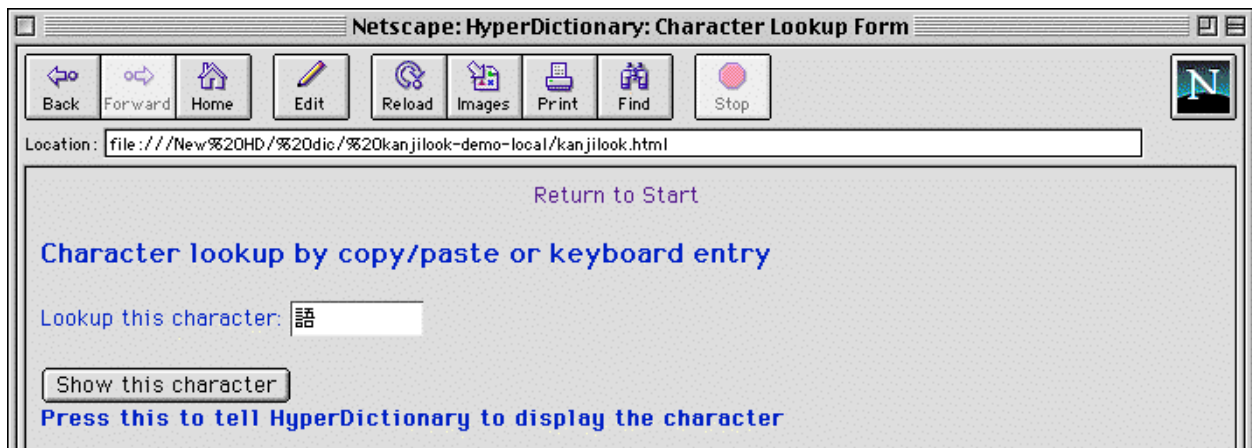 Netscape: HyperDictionary: Character Lookup Form
Back Forward Home Edit Reload Images Print Find Stop
N
Location: file:///New%20HD/%20dic/%20kanjilook-demo-local/kanjilook.html
Return to Start
Character lookup by copy/paste or keyboard entry
Lookup this character: 語
Show this character
Press this to tell HyperDictionary to display the character